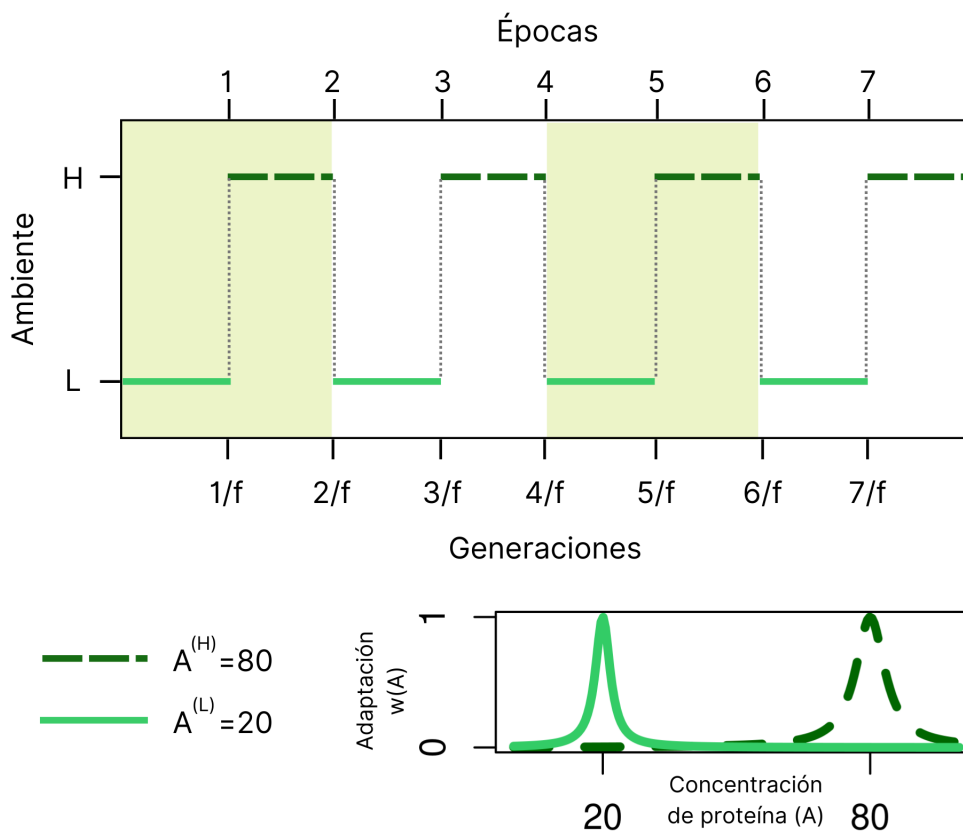 Épocas
1 2 3 4 5 6 7
H
Ambiente
L
1/f 2/f 3/f 4/f 5/f 6/f 7/f
Generaciones
A(H)=80
A(L)=20
Adaptación
w(A)
1
0
20
80
Concentración
de proteína (A)